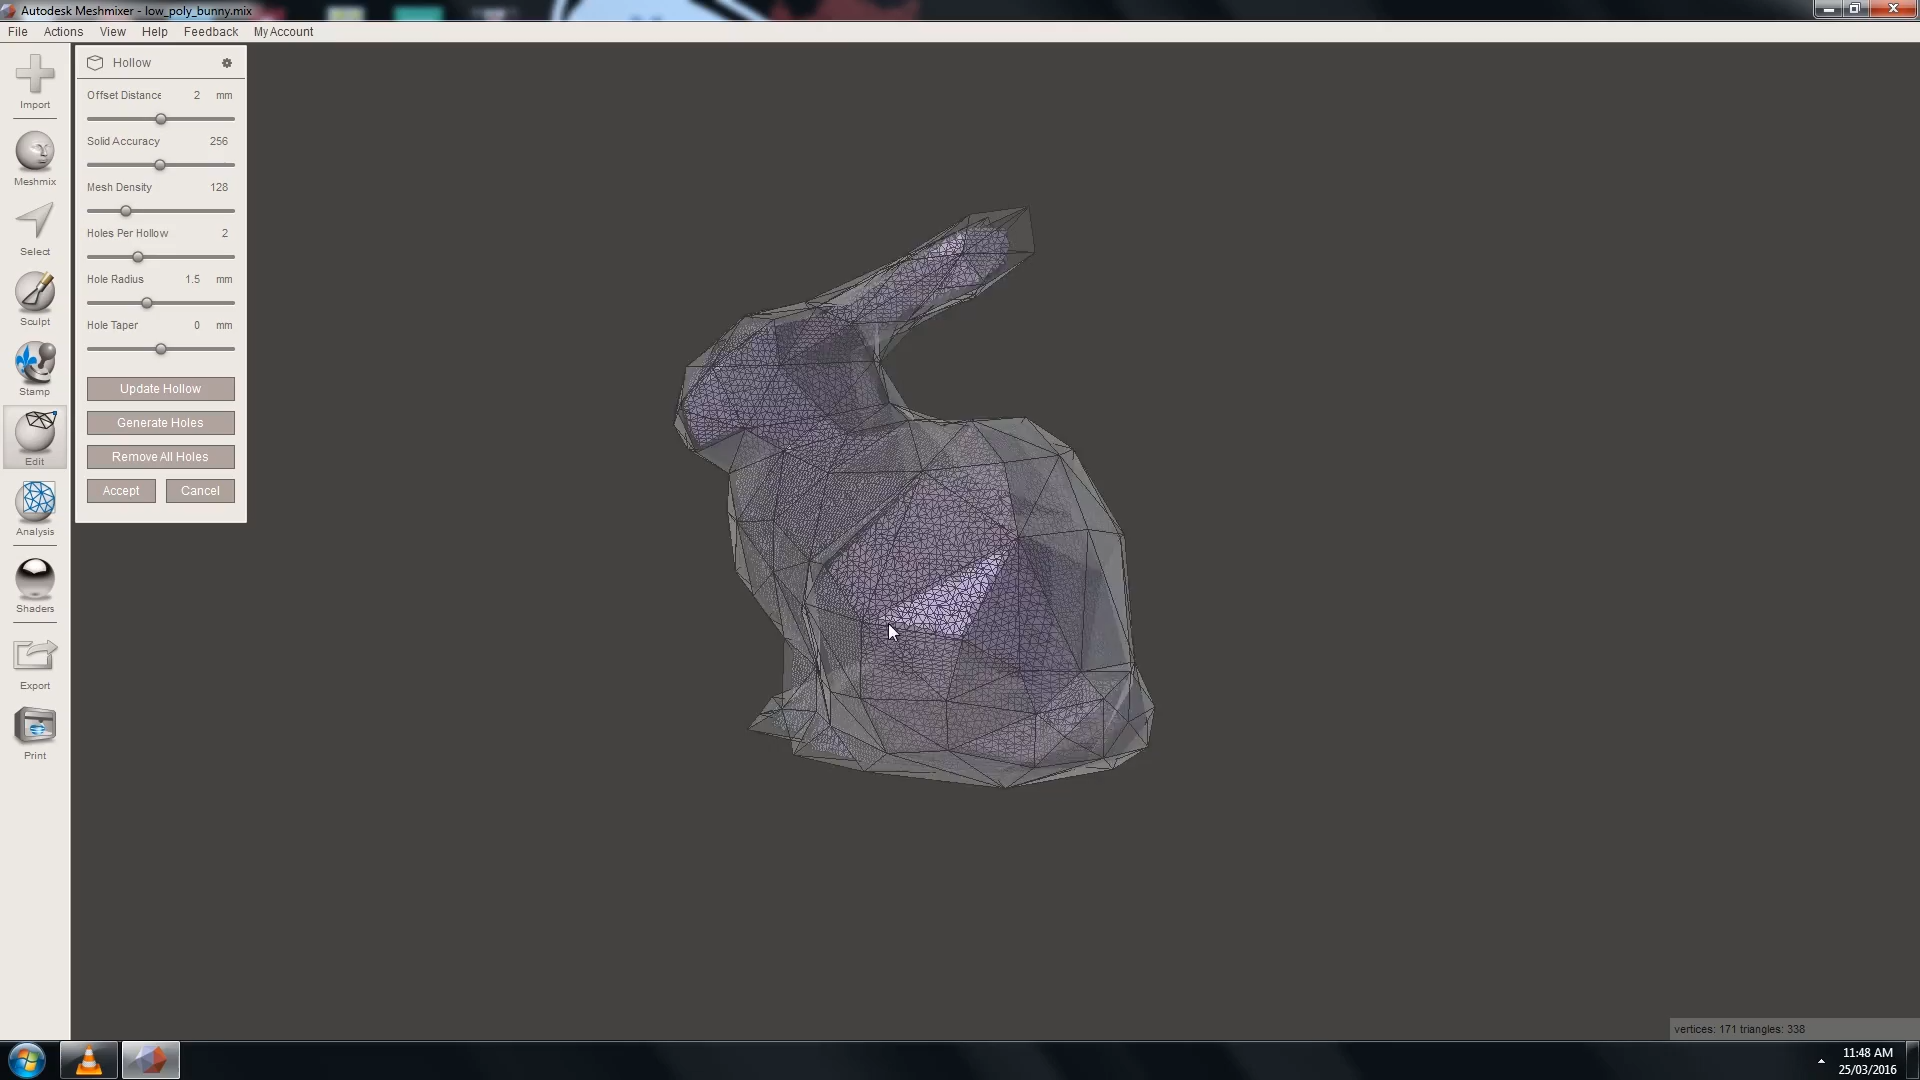 Autodesk Meshmixer - low_poly_bunny.mix
File Actions View Help Feedback My Account
Import
Meshmix
Select
Sculpt
Stamp
Edit
Analysis
Shaders
Export
Print
Hollow
Offset Distance 2 mm
Solid Accuracy 256
Mesh Density 128
Holes Per Hollow 2
Hole Radius 1.5 mm
Hole Taper 0 mm
Update Hollow
Generate Holes
Remove All Holes
Accept Cancel
vertices: 171 triangles: 338
11:48 AM
25/03/2016